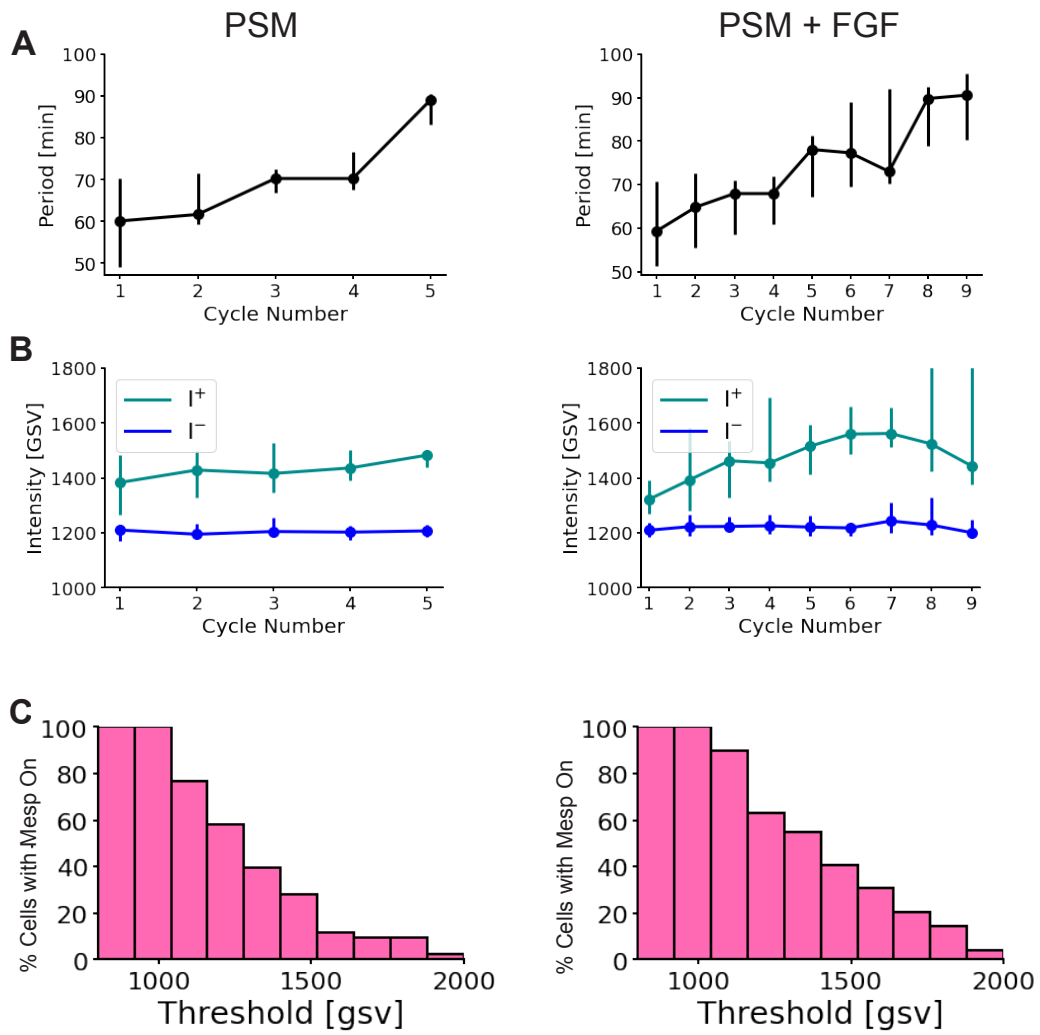 PSM
PSM + FGF
A
100
90
80
70
60
50
Period [min]
1 2 3 4 5
Cycle Number
100
90
80
70
60
50
Period [min]
1 2 3 4 5 6 7 8 9
Cycle Number
B
1800
1600
1400
1200
1000
Intensity [GSV]
I⁺
I⁻
1 2 3 4 5
Cycle Number
1800
1600
1400
1200
1000
Intensity [GSV]
I⁺
I⁻
1 2 3 4 5 6 7 8 9
Cycle Number
C
100
80
60
40
20
0
% Cells with Mesp On
1000 1500 2000
Threshold [gsv]
100
80
60
40
20
0
% Cells with Mesp On
1000 1500 2000
Threshold [gsv]